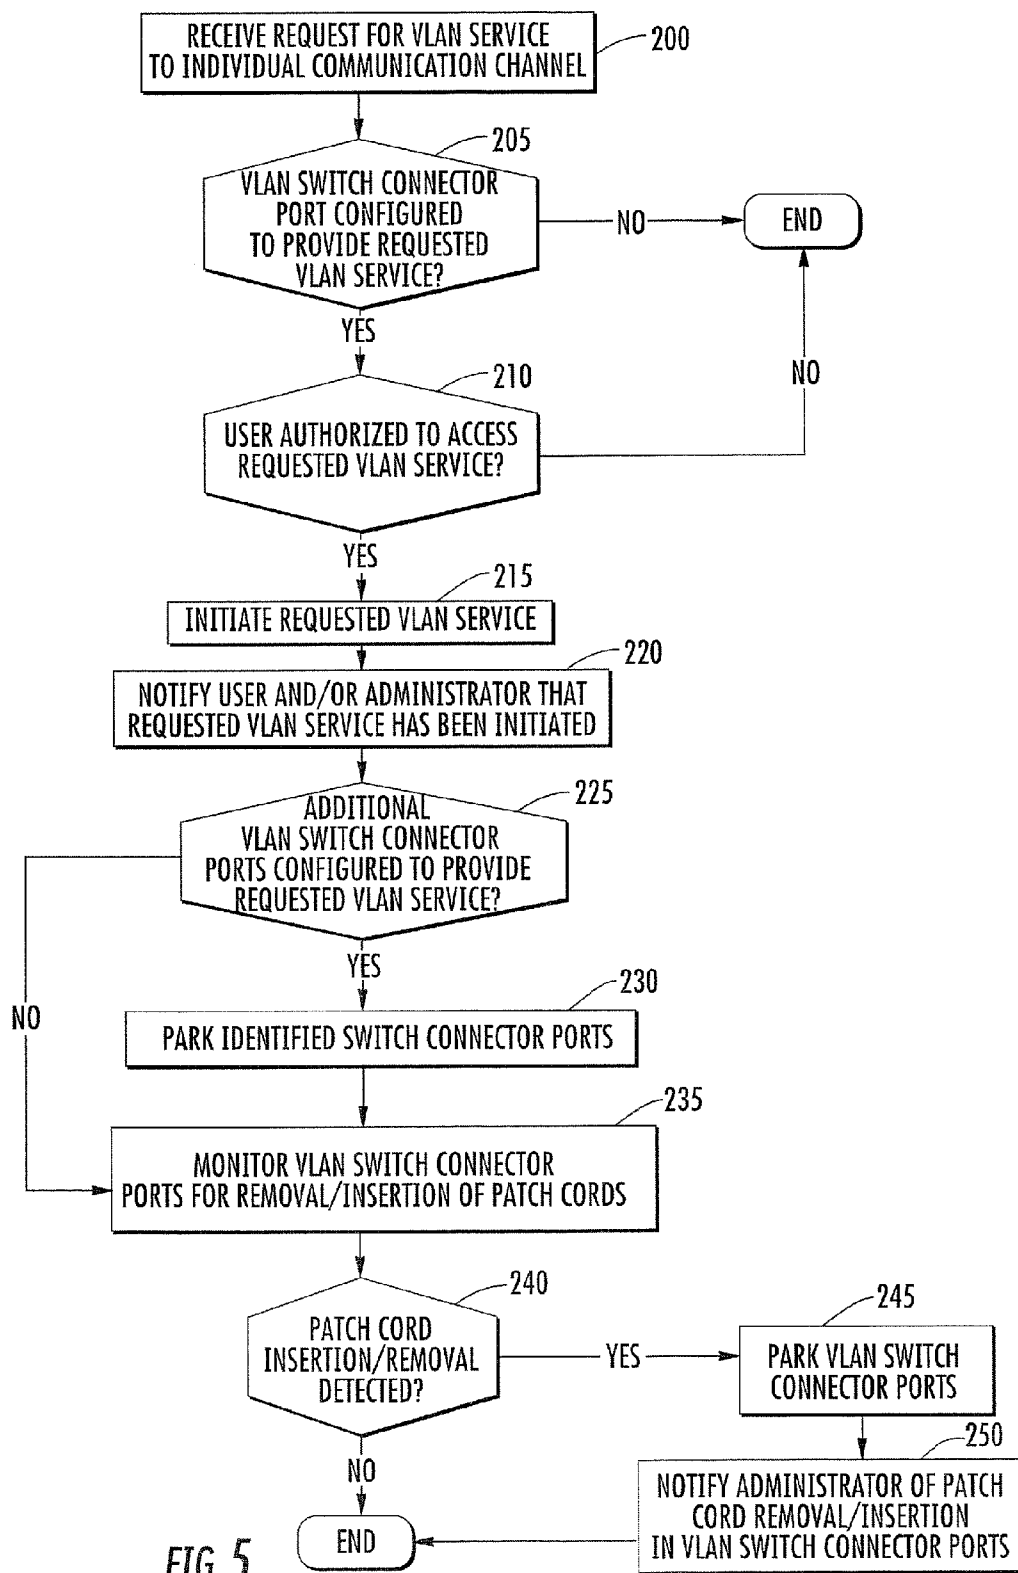 RECEIVE REQUEST FOR VLAN SERVICE
TO INDIVIDUAL COMMUNICATION CHANNEL
200
205
VLAN SWITCH CONNECTOR
PORT CONFIGURED
TO PROVIDE REQUESTED
VLAN SERVICE?
NO
END
YES
210
NO
USER AUTHORIZED TO ACCESS
REQUESTED VLAN SERVICE?
YES
215
INITIATE REQUESTED VLAN SERVICE
220
NOTIFY USER AND/OR ADMINISTRATOR THAT
REQUESTED VLAN SERVICE HAS BEEN INITIATED
225
ADDITIONAL
VLAN SWITCH CONNECTOR
PORTS CONFIGURED TO PROVIDE
REQUESTED VLAN SERVICE?
YES
NO
230
PARK IDENTIFIED SWITCH CONNECTOR PORTS
235
MONITOR VLAN SWITCH CONNECTOR
PORTS FOR REMOVAL/INSERTION OF PATCH CORDS
240
PATCH CORD
INSERTION/REMOVAL
DETECTED?
YES
245
PARK VLAN SWITCH
CONNECTOR PORTS
NO
250
NOTIFY ADMINISTRATOR OF PATCH
CORD REMOVAL/INSERTION
IN VLAN SWITCH CONNECTOR PORTS
END
FIG. 5